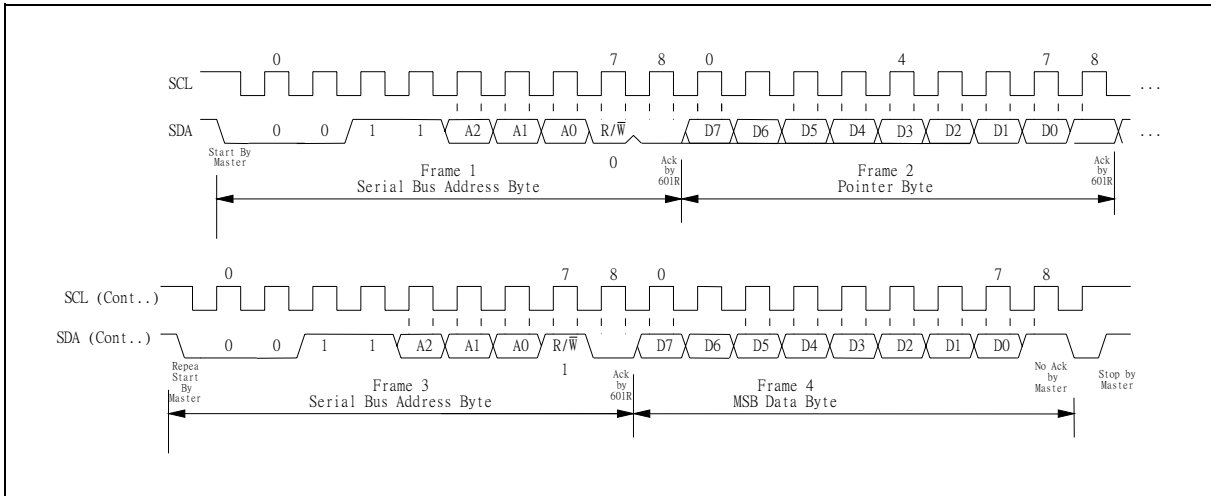 0 7 8 0 4 7 8
SCL ...
SDA 0 0 1 1 A2 A1 A0 R/W̅ D7 D6 D5 D4 D3 D2 D1 D0 ...
Start By
Master
0
Ack
by
601R
Ack
by
601R
Frame 1
Serial Bus Address Byte
Frame 2
Pointer Byte
0 7 8 0 7 8
SCL (Cont..)
SDA (Cont..) 0 0 1 1 A2 A1 A0 R/W̅ D7 D6 D5 D4 D3 D2 D1 D0
Repea
Start
By
Master
1
Ack
by
601R
No Ack
by
Master
Stop by
Master
Frame 3
Serial Bus Address Byte
Frame 4
MSB Data Byte